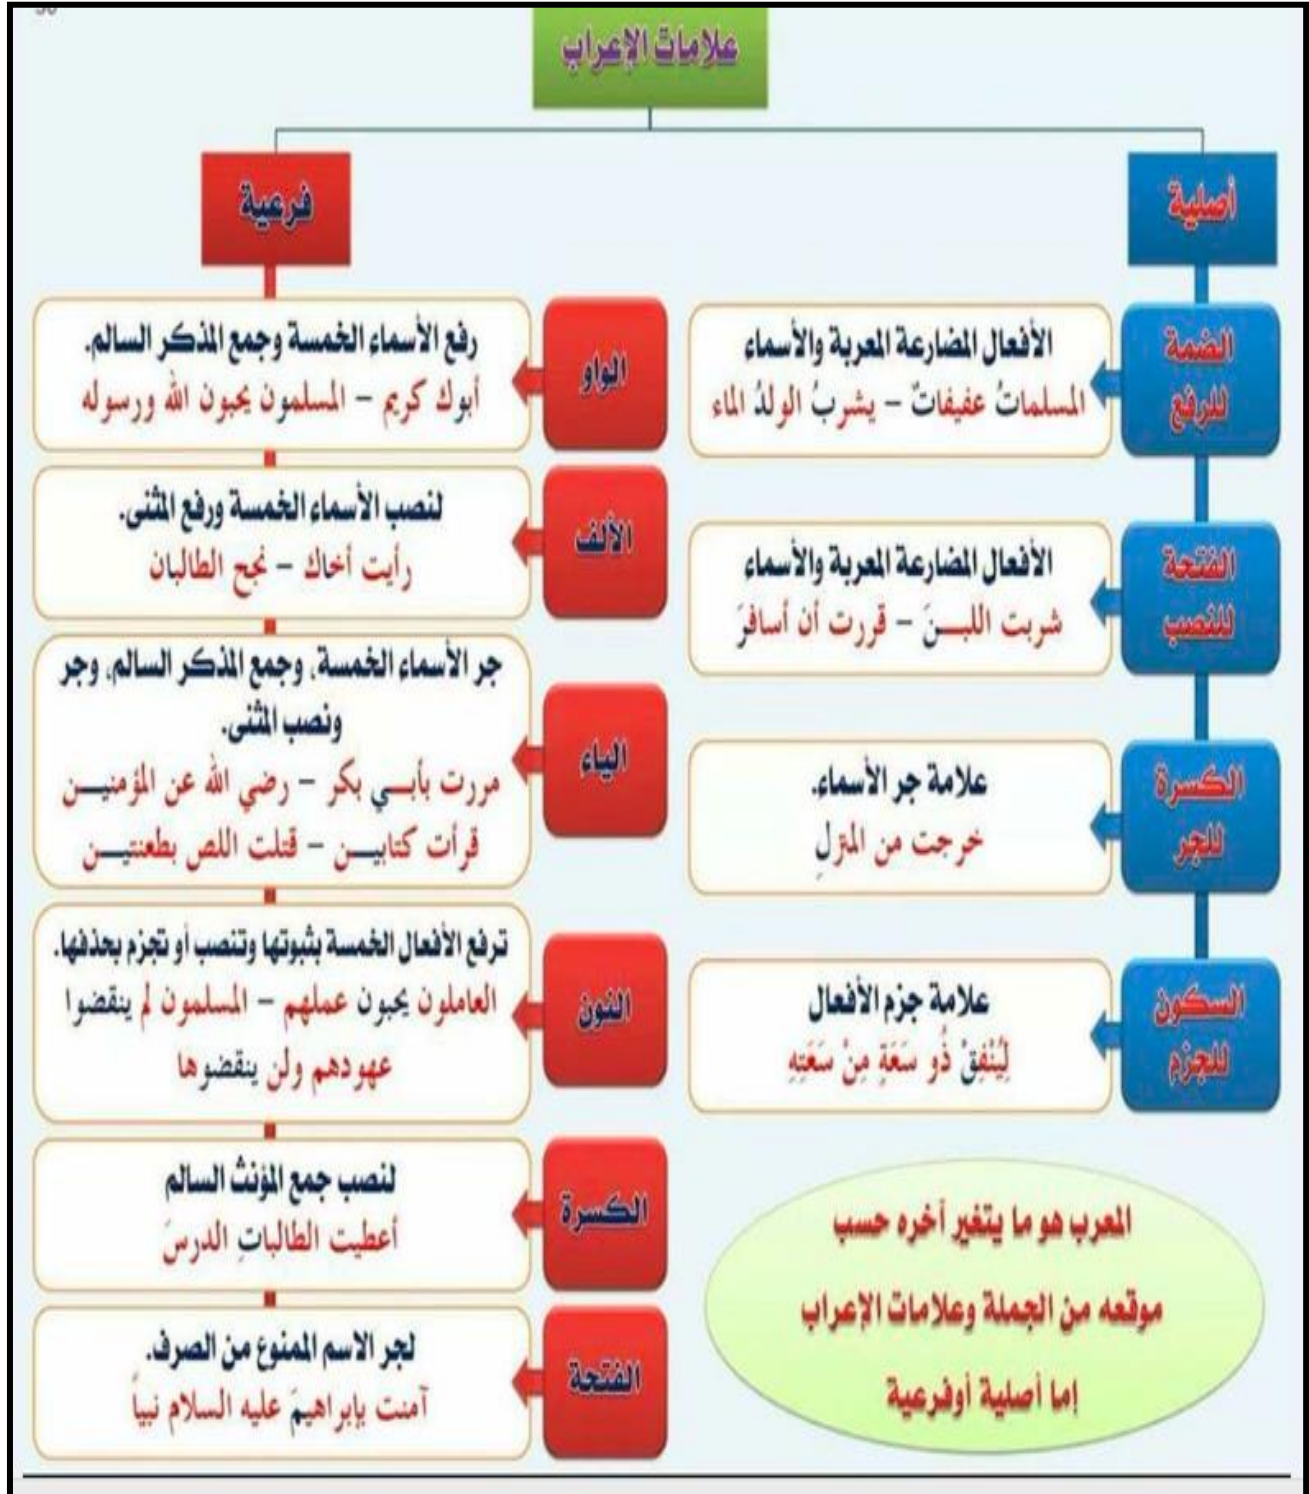 علامات الإعراب
أصلية
الضمة
للرفع
الأفعال المضارعة المعربة والأسماء
المسلماتُ عفيفاتٌ – يشربُ الولدُ الماء
الفتحة
للنصب
الأفعال المضارعة المعربة والأسماء
شربت اللبـــنَ – قررت أن أسافرَ
الكسرة
للجر
علامة جر الأسماء.
خرجت من المنزلِ
السكون
للجزم
علامة جزم الأفعال
لِيُنْفِقْ ذُو سَعَةٍ مِنْ سَعَتِهِ
المعرب هو ما يتغير آخره حسب
موقعه من الجملة وعلامات الإعراب
إما أصلية أوفرعية
فرعية
الواو
رفع الأسماء الخمسة وجمع المذكر السالم.
أبوك كريم – المسلمون يحبون الله ورسوله
الألف
لنصب الأسماء الخمسة ورفع المثنى.
رأيت أخاك – نجح الطالبان
الياء
جر الأسماء الخمسة، وجمع المذكر السالم، وجر
ونصب المثنى.
مررت بأبـــي بكر – رضي الله عن المؤمنيـــن
قرأت كتابيـــن – قتلت اللص بطعنتيـــن
النون
ترفع الأفعال الخمسة بثبوتها وتنصب أو تجزم بحذفها.
العاملون يحبون عملهم – المسلمون لم ينقضوا
عهودهم ولن ينقضوها
الكسرة
لنصب جمع المؤنث السالم
أعطيت الطالباتِ الدرسَ
الفتحة
لجر الاسم الممنوع من الصرف.
آمنت بإبراهيمَ عليه السلام نبياً